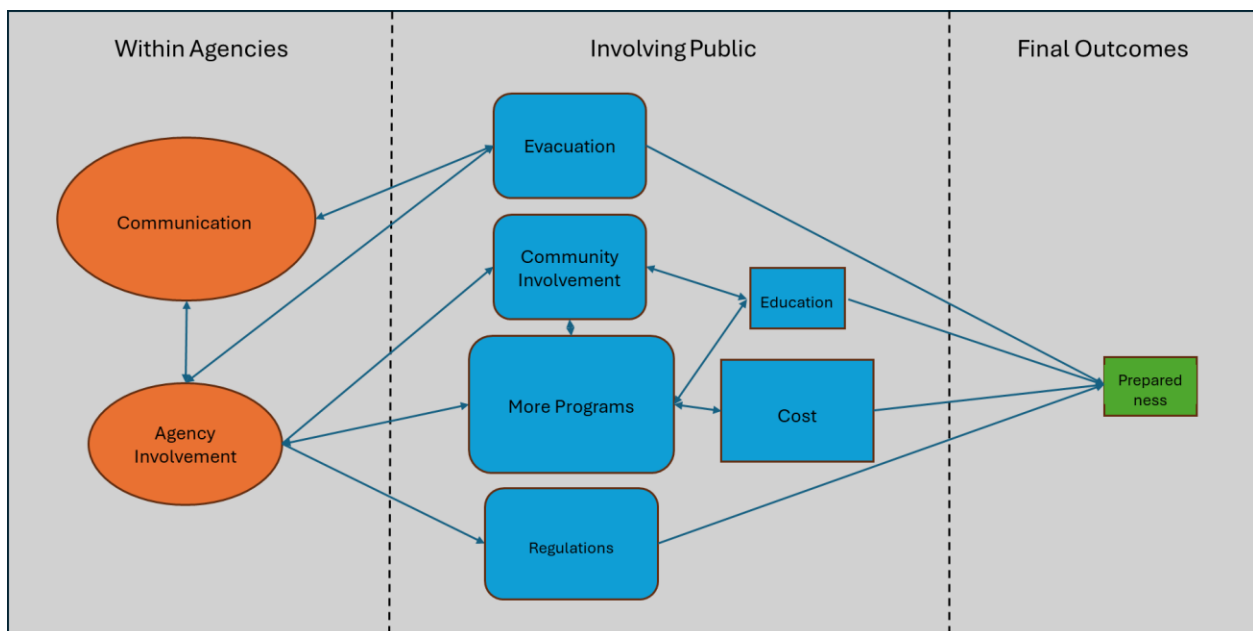 Within Agencies
Involving Public
Final Outcomes
Communication
Agency
Involvement
Evacuation
Community
Involvement
More Programs
Regulations
Education
Cost
Prepared
ness